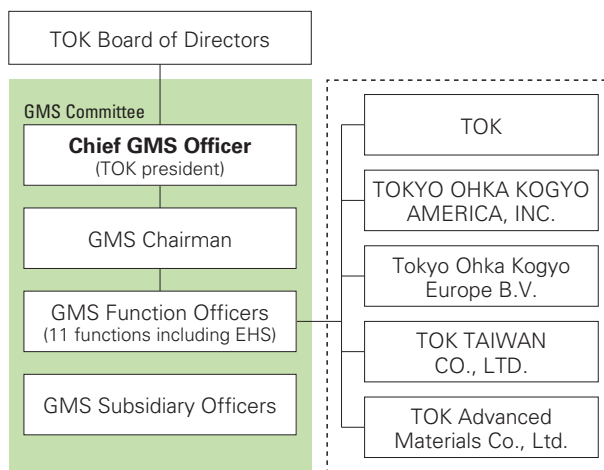 TOK Board of Directors
GMS Committee
Chief GMS Officer
(TOK president)
GMS Chairman
GMS Function Officers
(11 functions including EHS)
GMS Subsidiary Officers
TOK
TOKYO OHKA KOGYO
AMERICA, INC.
Tokyo Ohka Kogyo
Europe B.V.
TOK TAIWAN
CO., LTD.
TOK Advanced
Materials Co., Ltd.